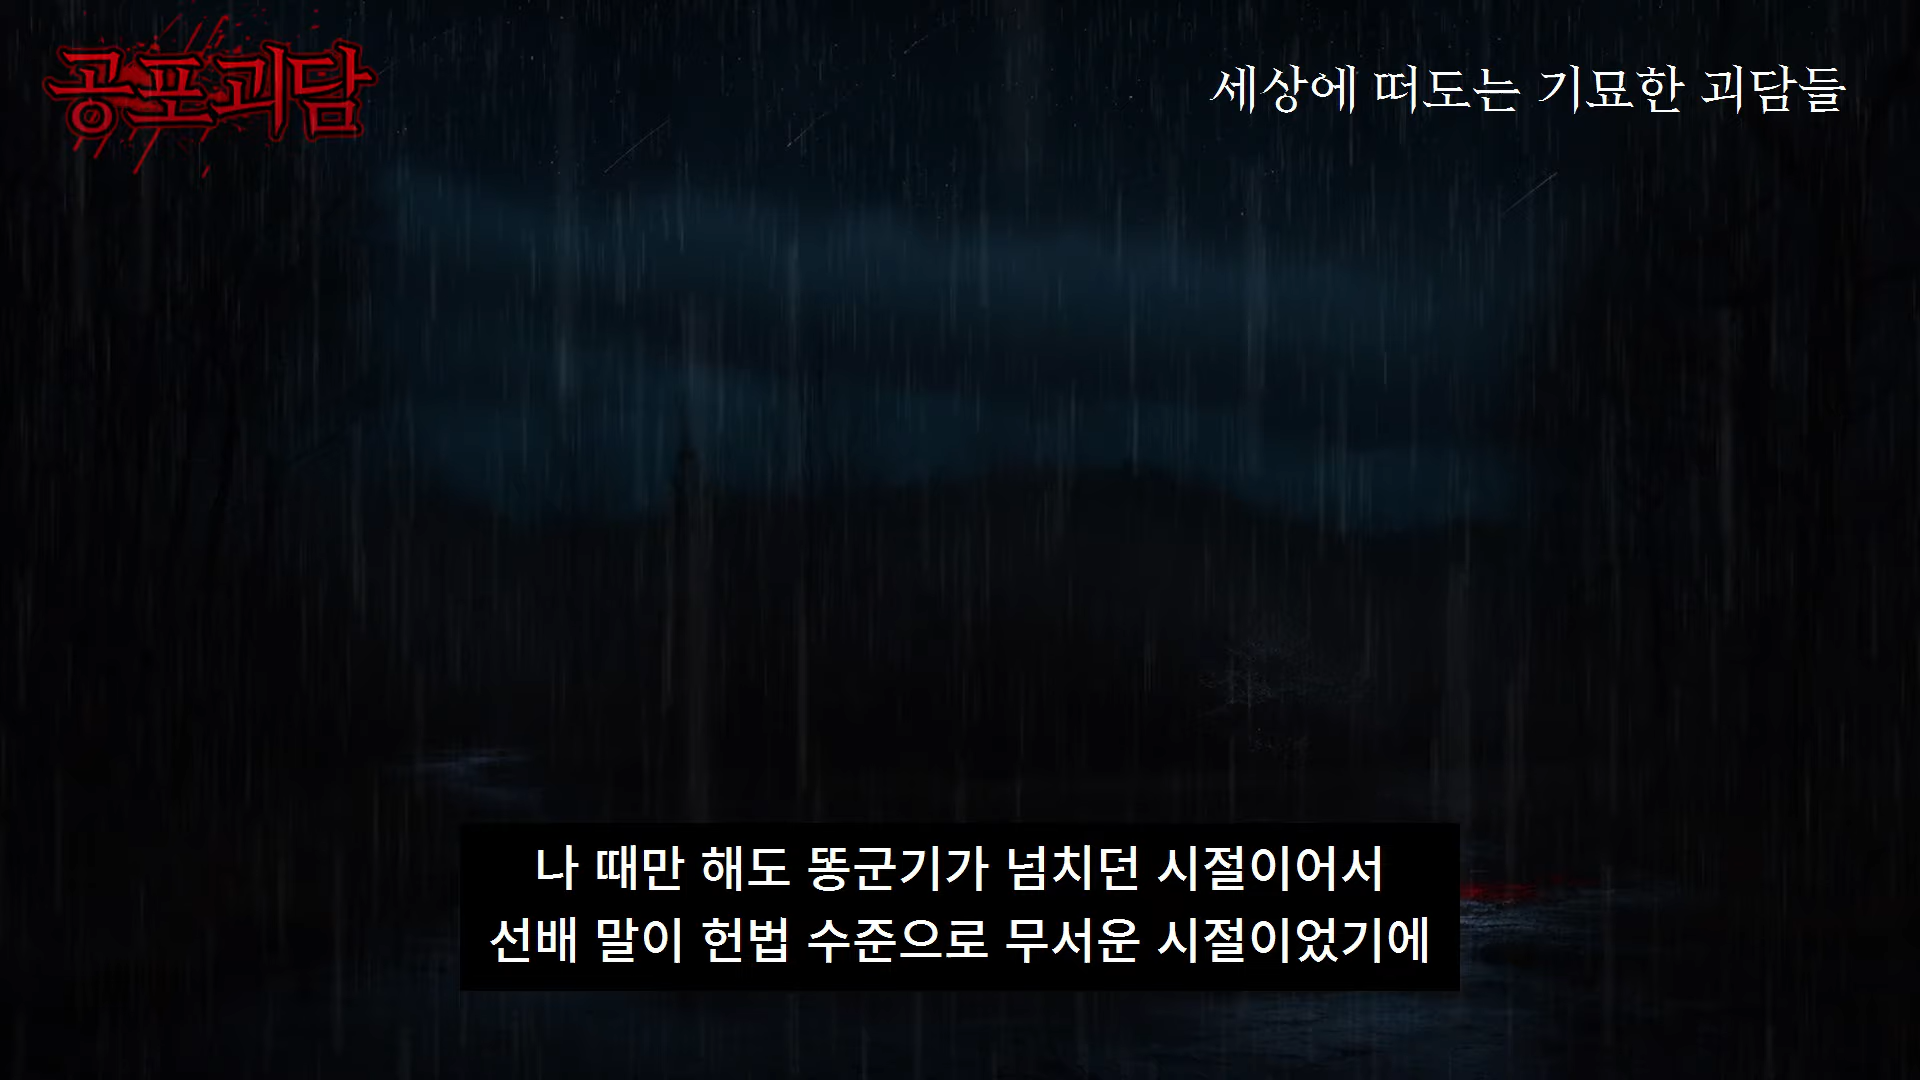 공포괴담
세상에 떠도는 기묘한 괴담들
나 때만 해도 똥군기가 넘치던 시절이어서
선배 말이 헌법 수준으로 무서운 시절이었기에